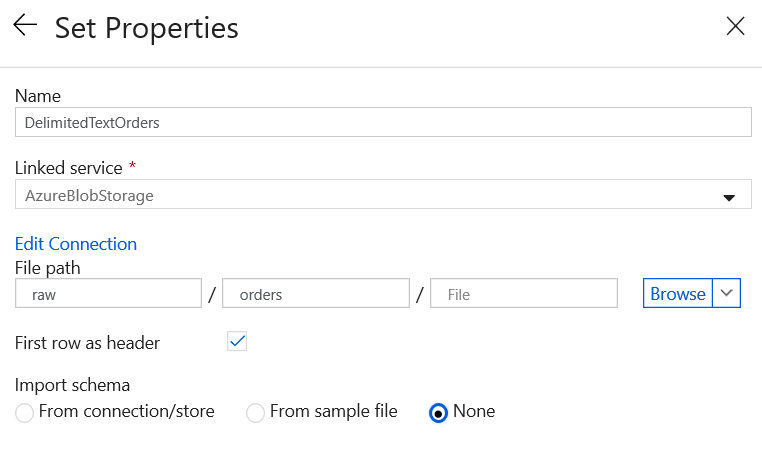 Set Properties
Name
DelimitedTextOrders
Linked service *
AzureBlobStorage
Edit Connection
File path
raw / orders / File Browse
First row as header
Import schema
From connection/store From sample file None